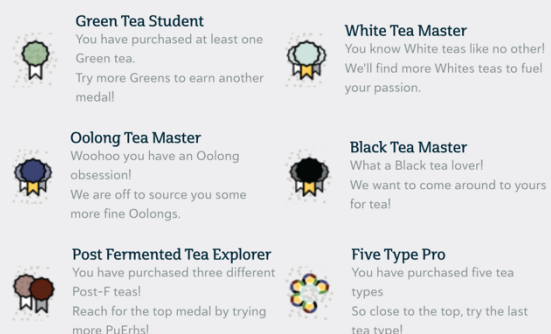 Green Tea Student
You have purchased at least one
Green tea.
Try more Greens to earn another
medal!
White Tea Master
You know White teas like no other!
We'll find more Whites teas to fuel
your passion.
Oolong Tea Master
Woohoo you have an Oolong
obsession!
We are off to source you some
more fine Oolongs.
Black Tea Master
What a Black tea lover!
We want to come around to yours
for tea!
Post Fermented Tea Explorer
You have purchased three different
Post-F teas!
Reach for the top medal by trying
more PuErhs!
Five Type Pro
You have purchased five tea
types
So close to the top, try the last
tea type!